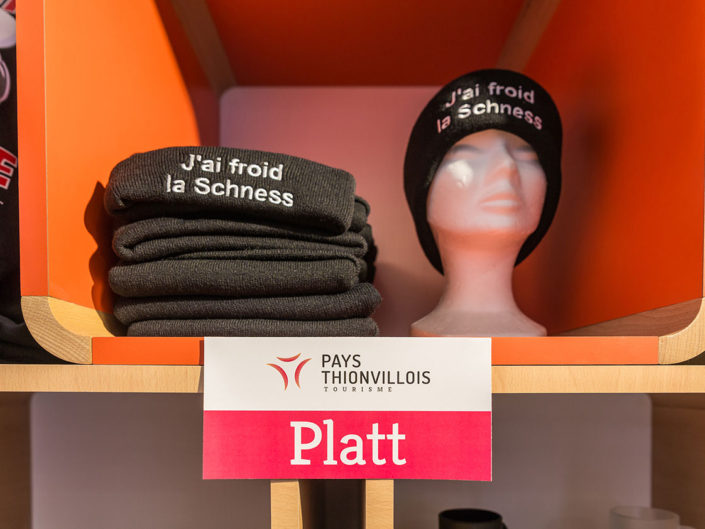 J'ai froid
la Schness
J'ai froid
la Schness
PAYS
THIONVILLOIS
TOURISME
Platt